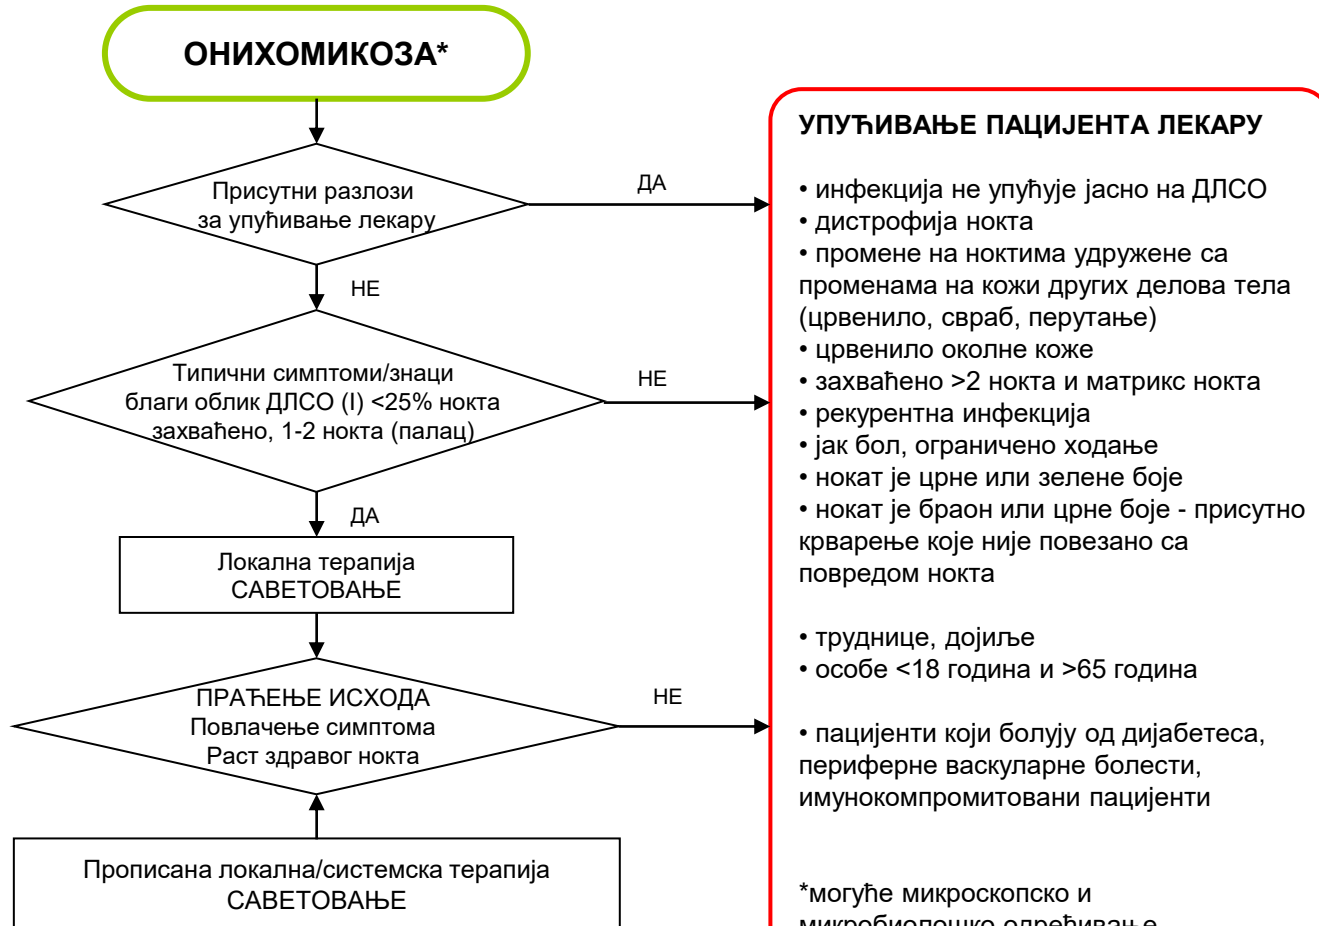 ОНИХОМИКОЗА*
Присутни разлози
за упућивање лекару
ДА
НЕ
Типични симптоми/знаци
благи облик ДЛСО (I) <25% нокта
захваћено, 1-2 нокта (палац)
НЕ
ДА
Локална терапија
САВЕТОВАЊЕ
ПРАЋЕЊЕ ИСХОДА
Повлачење симптома
Раст здравог нокта
НЕ
Прописана локална/системска терапија
САВЕТОВАЊЕ
УПУЋИВАЊЕ ПАЦИЈЕНТА ЛЕКАРУ
• инфекција не упућује јасно на ДЛСО
• дистрофија нокта
• промене на ноктима удружене са
променама на кожи других делова тела
(црвенило, свраб, перутање)
• црвенило околне коже
• захваћено >2 нокта и матрикс нокта
• рекурентна инфекција
• јак бол, ограничено ходање
• нокат је црне или зелене боје
• нокат је браон или црне боје - присутно
крварење које није повезано са
повредом нокта
• труднице, дојиље
• особе <18 година и >65 година
• пацијенти који болују од дијабетеса,
периферне васкуларне болести,
имунокомпромитовани пацијенти
*могуће микроскопско и
микробиолошко одређивање